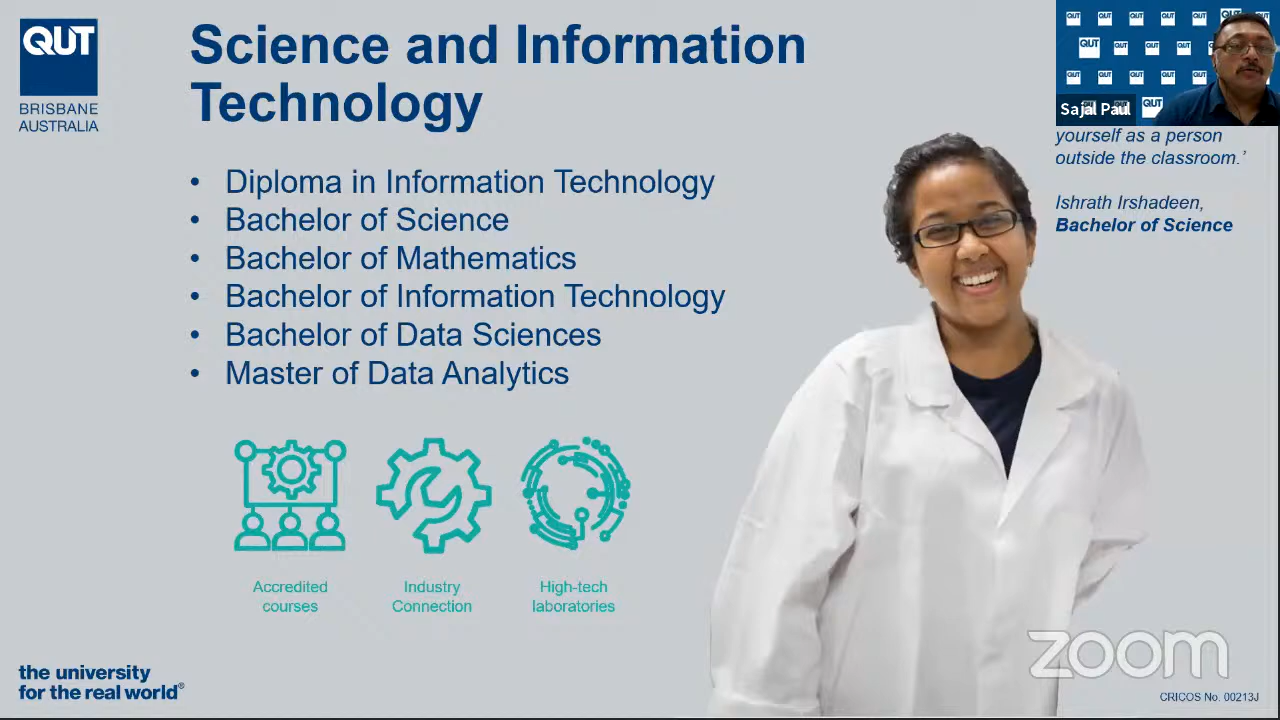 QUT
BRISBANE
AUSTRALIA
Science and Information
Technology
• Diploma in Information Technology
• Bachelor of Science
• Bachelor of Mathematics
• Bachelor of Information Technology
• Bachelor of Data Sciences
• Master of Data Analytics
Accredited
courses
Industry
Connection
High-tech
laboratories
the university
for the real world®
QUT
QUT
QUT
Sajal Paul
yourself as a person
outside the classroom.’
Ishrath Irshadeen,
Bachelor of Science
zoom
CRICOS No. 00213J